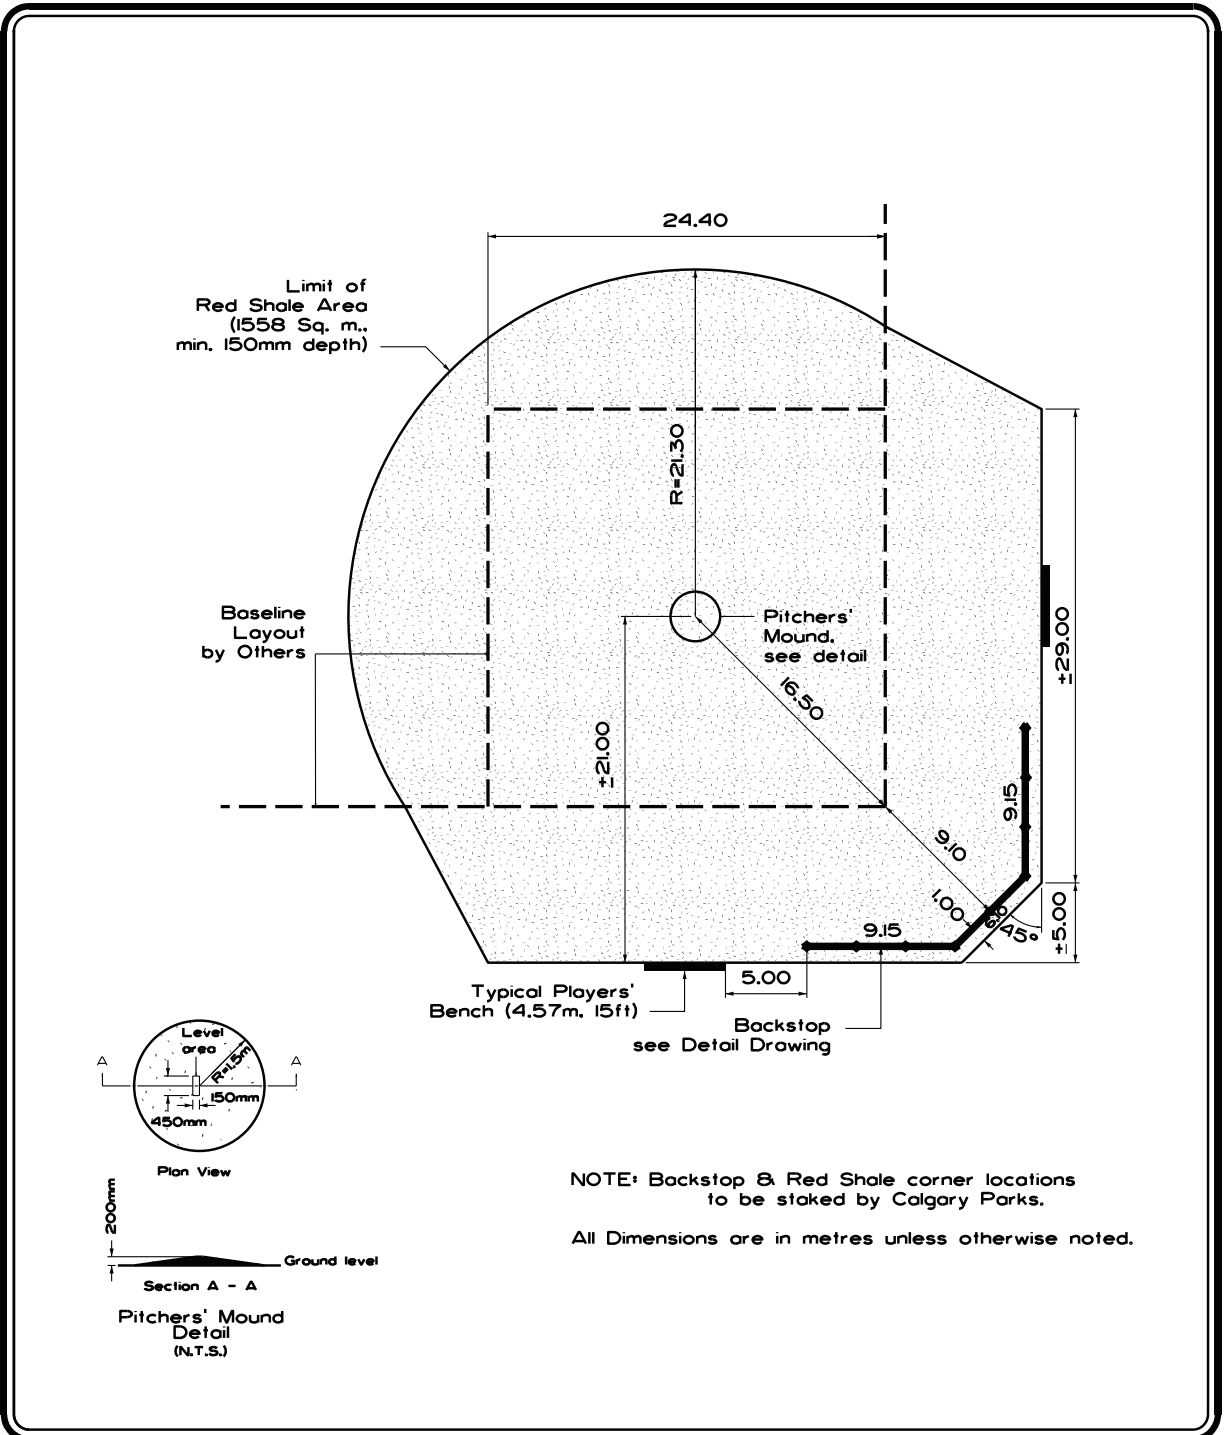 24.40
Limit of
Red Shale Area
(1558 Sq. m.,
min. 150mm depth)
R=21.30
Baseline
Layout
by Others
Pitchers'
Mound,
see detail
16.50
±29.00
±21.00
9.15
9.10
1.00
45°
±5.00
9.15
5.00
Typical Players'
Bench (4.57m, 15ft)
Backstop
see Detail Drawing
Level
area
A
A
R=1.5m
150mm
450mm
Plan View
200mm
Ground level
Section A - A
Pitchers' Mound
Detail
(N.T.S.)
NOTE: Backstop & Red Shale corner locations
to be staked by Calgary Parks.
All Dimensions are in metres unless otherwise noted.